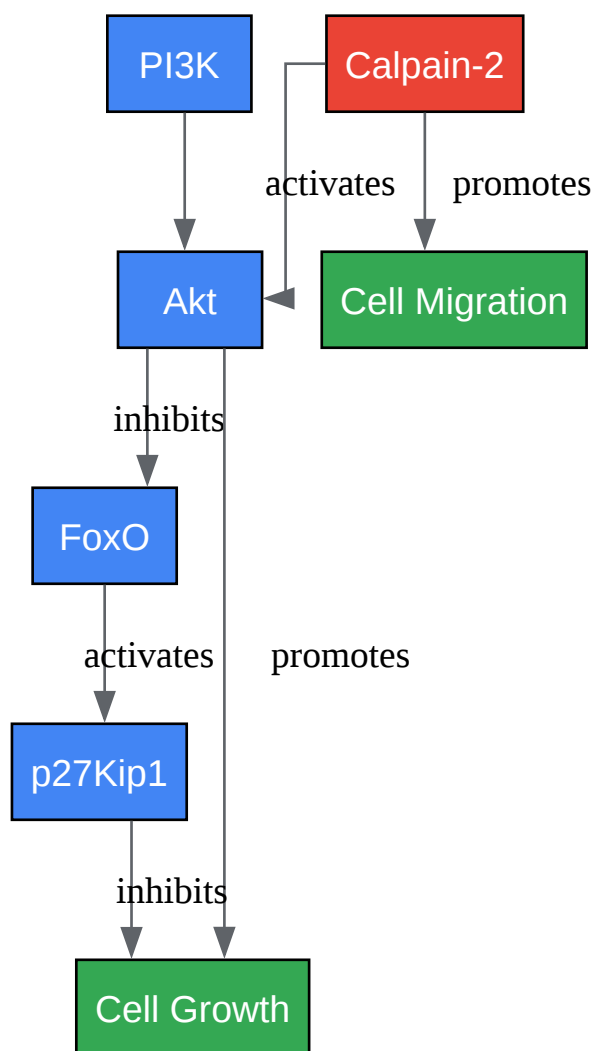 PI3K
Calpain-2
activates
promotes
Akt
Cell Migration
inhibits
FoxO
activates
promotes
p27Kip1
inhibits
Cell Growth